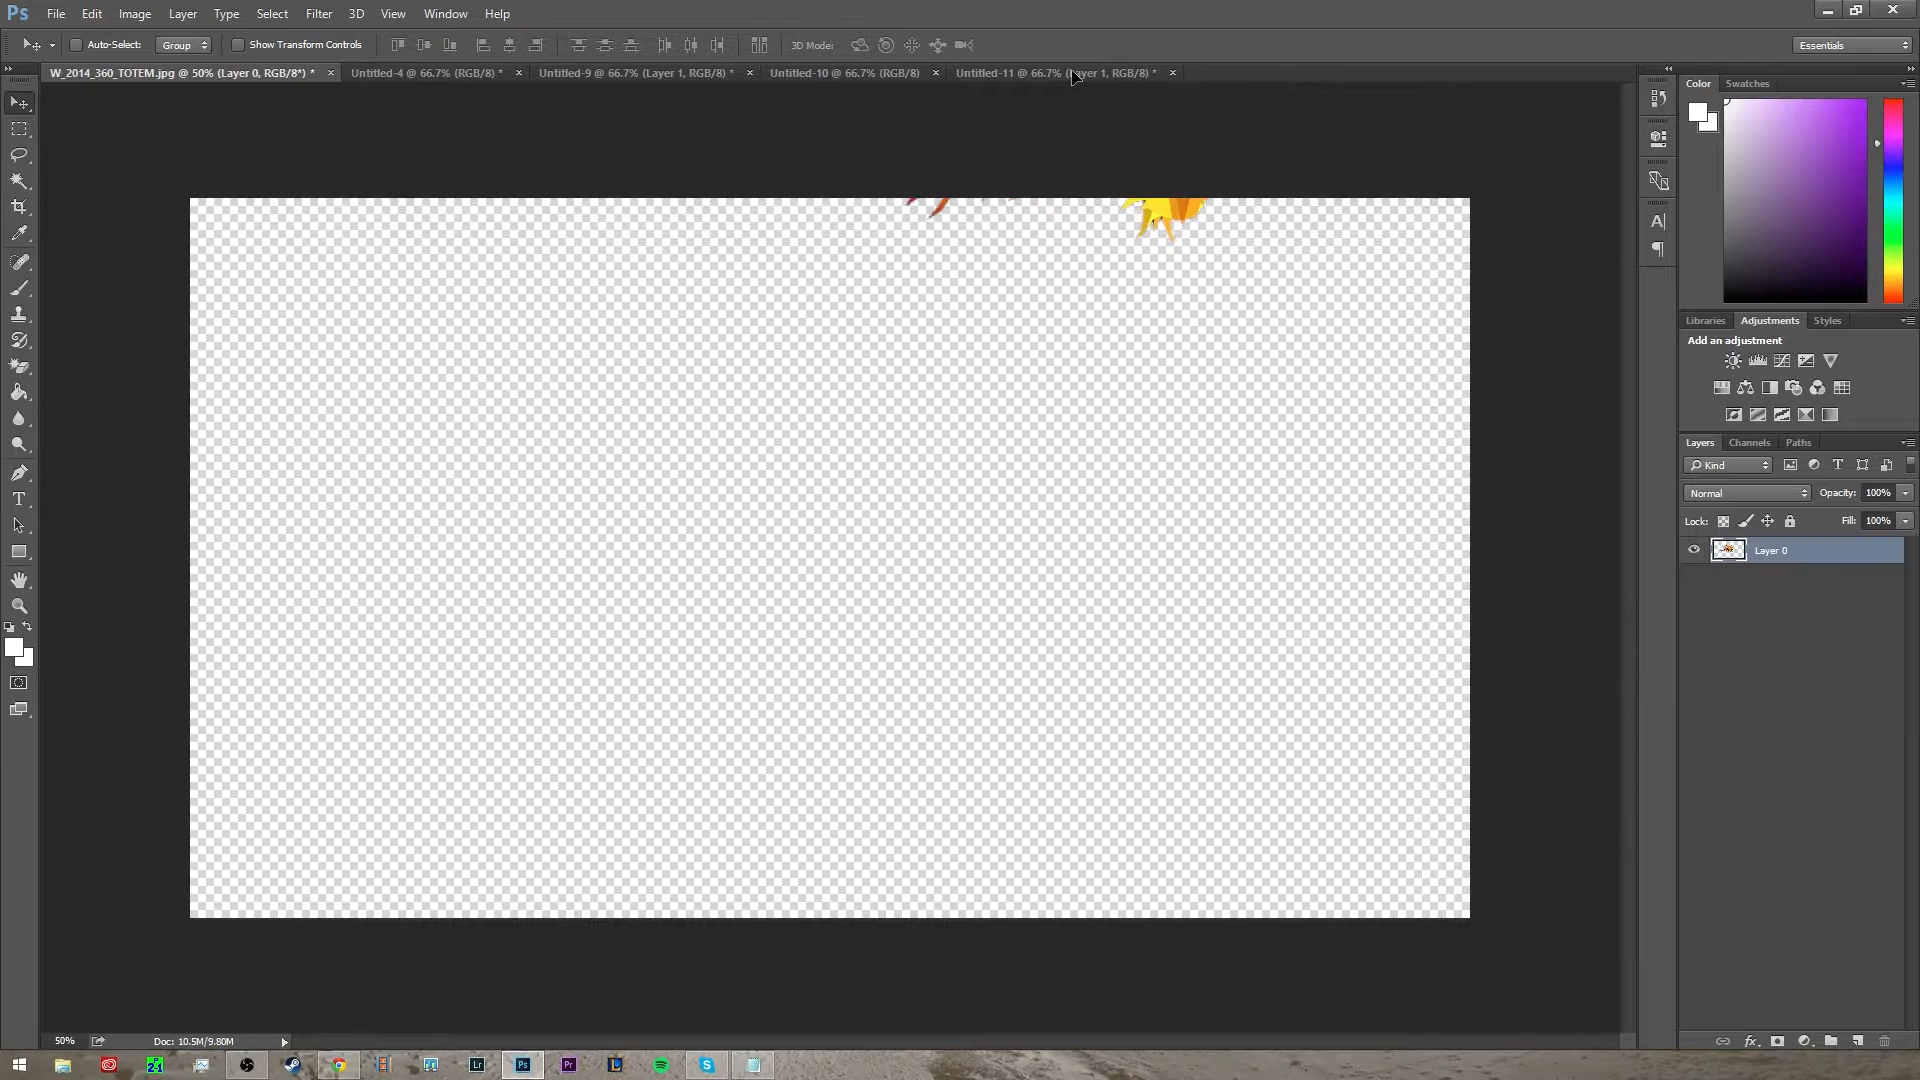 Ps File Edit Image Layer Type Select Filter 3D View Window Help
Auto-Select: Group Show Transform Controls 3D Mode: Essentials
W_2014_360_TOTEM.jpg @ 50% (Layer 0, RGB/8*) * Untitled-4 @ 66.7% (RGB/8) * Untitled-9 @ 66.7% (Layer 1, RGB/8) * Untitled-10 @ 66.7% (RGB/8) Untitled-11 @ 66.7% (Layer 1, RGB/8) *
Color Swatches
Libraries Adjustments Styles
Add an adjustment
Layers Channels Paths
Kind
Normal Opacity: 100%
Lock: Fill: 100%
Layer 0
50% Doc: 10.5M/9.80M
Lr Ps Pr